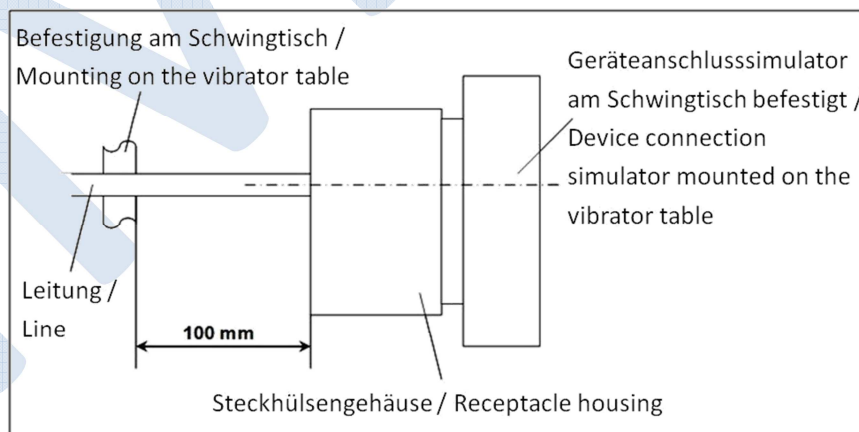 Befestigung am Schwingtisch /
Mounting on the vibrator table
Geräteanschlusssimulator
am Schwingtisch befestigt /
Device connection
simulator mounted on the
vibrator table
Leitung /
Line
100 mm
Steckhülsengehäuse / Receptacle housing